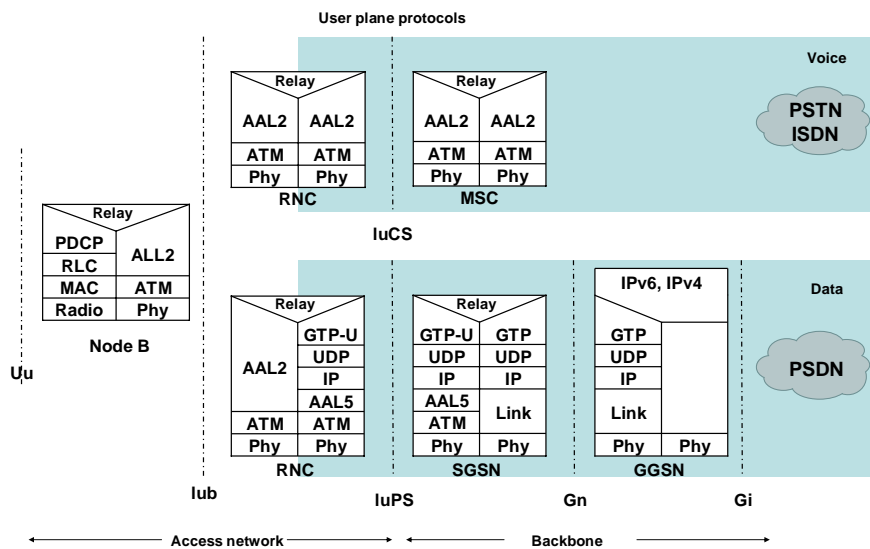 User plane protocols
Voice
Relay
AAL2 AAL2
ATM ATM
Phy Phy
RNC
Relay
AAL2 AAL2
ATM ATM
Phy Phy
MSC
PSTN
ISDN
IuCS
Relay
PDCP
RLC
ALL2
MAC ATM
Radio Phy
Node B
Uu
Relay
GTP-U
UDP
AAL2
IP
AAL5
ATM ATM
Phy Phy
RNC
Relay
GTP-U GTP
UDP UDP
IP IP
AAL5
Link
ATM
Phy Phy
SGSN
IPv6, IPv4
GTP
UDP
IP
Link
Phy Phy
GGSN
Data
PSDN
Iub
IuPS
Gn
Gi
Access network
Backbone